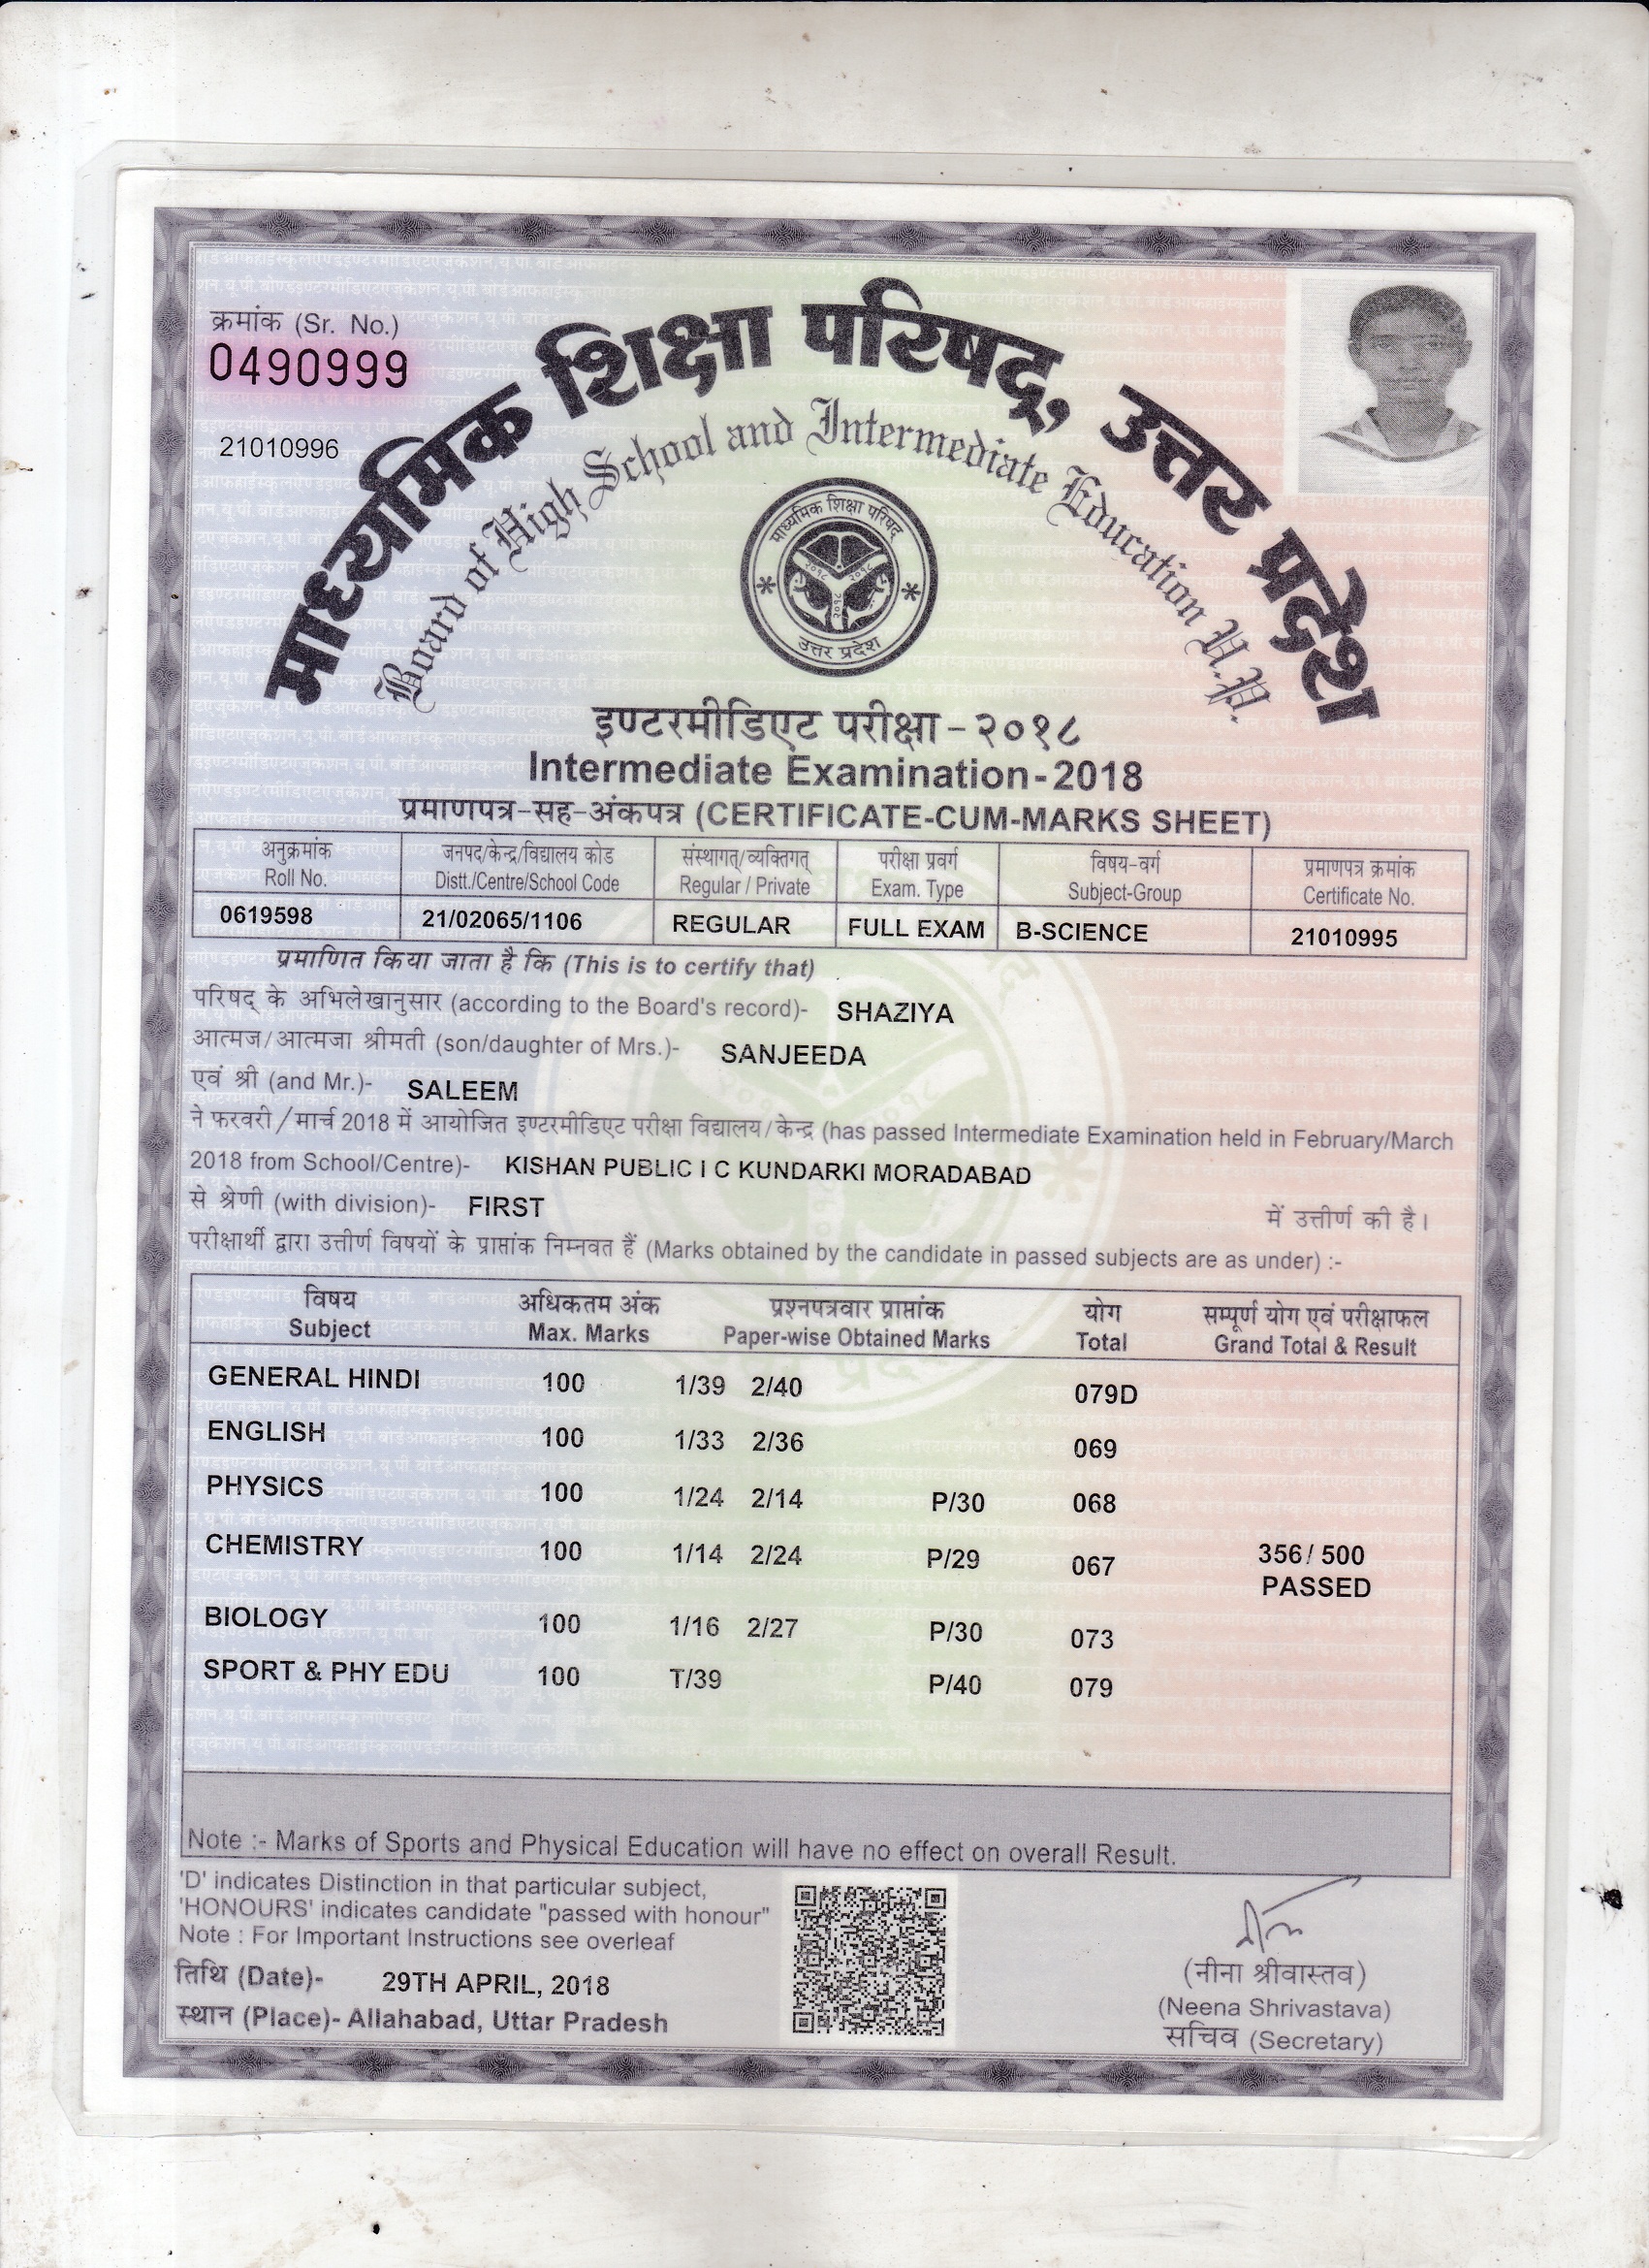 क्रमांक (Sr. No.)
0490999
21010996
माध्यमिक शिक्षा परिषद्, उत्तर प्रदेश
Board of High School and Intermediate Education U.P.
माध्यमिक शिक्षा परिषद्
२०१८ २०१८
२०१८
उत्तर प्रदेश
इण्टरमीडिएट परीक्षा - २०१८
Intermediate Examination - 2018
प्रमाणपत्र-सह-अंकपत्र (CERTIFICATE-CUM-MARKS SHEET)
अनुक्रमांक जनपद/केन्द्र/विद्यालय कोड संस्थागत्/व्यक्तिगत् परीक्षा प्रवर्ग विषय-वर्ग प्रमाणपत्र क्रमांक
Roll No. Distt./Centre/School Code Regular / Private Exam. Type Subject-Group Certificate No.
0619598 21/02065/1106 REGULAR FULL EXAM B-SCIENCE 21010995
प्रमाणित किया जाता है कि (This is to certify that)
परिषद् के अभिलेखानुसार (according to the Board's record)- SHAZIYA
आत्मज/आत्मजा श्रीमती (son/daughter of Mrs.)- SANJEEDA
एवं श्री (and Mr.)- SALEEM
ने फरवरी / मार्च 2018 में आयोजित इण्टरमीडिएट परीक्षा विद्यालय/केन्द्र (has passed Intermediate Examination held in February/March
2018 from School/Centre)- KISHAN PUBLIC I C KUNDARKI MORADABAD
से श्रेणी (with division)- FIRST में उत्तीर्ण की है।
परीक्षार्थी द्वारा उत्तीर्ण विषयों के प्राप्तांक निम्नवत हैं (Marks obtained by the candidate in passed subjects are as under) :-
विषय अधिकतम अंक प्रश्नपत्रवार प्राप्तांक योग सम्पूर्ण योग एवं परीक्षाफल
Subject Max. Marks Paper-wise Obtained Marks Total Grand Total & Result
GENERAL HINDI 100 1/39 2/40 079D
ENGLISH 100 1/33 2/36 069
PHYSICS 100 1/24 2/14 P/30 068
CHEMISTRY 100 1/14 2/24 P/29 067 356/ 500
PASSED
BIOLOGY 100 1/16 2/27 P/30 073
SPORT & PHY EDU 100 T/39 P/40 079
Note :- Marks of Sports and Physical Education will have no effect on overall Result.
'D' indicates Distinction in that particular subject,
'HONOURS' indicates candidate "passed with honour"
Note : For Important Instructions see overleaf
तिथि (Date)- 29TH APRIL, 2018
स्थान (Place)- Allahabad, Uttar Pradesh
(नीना श्रीवास्तव)
(Neena Shrivastava)
सचिव (Secretary)